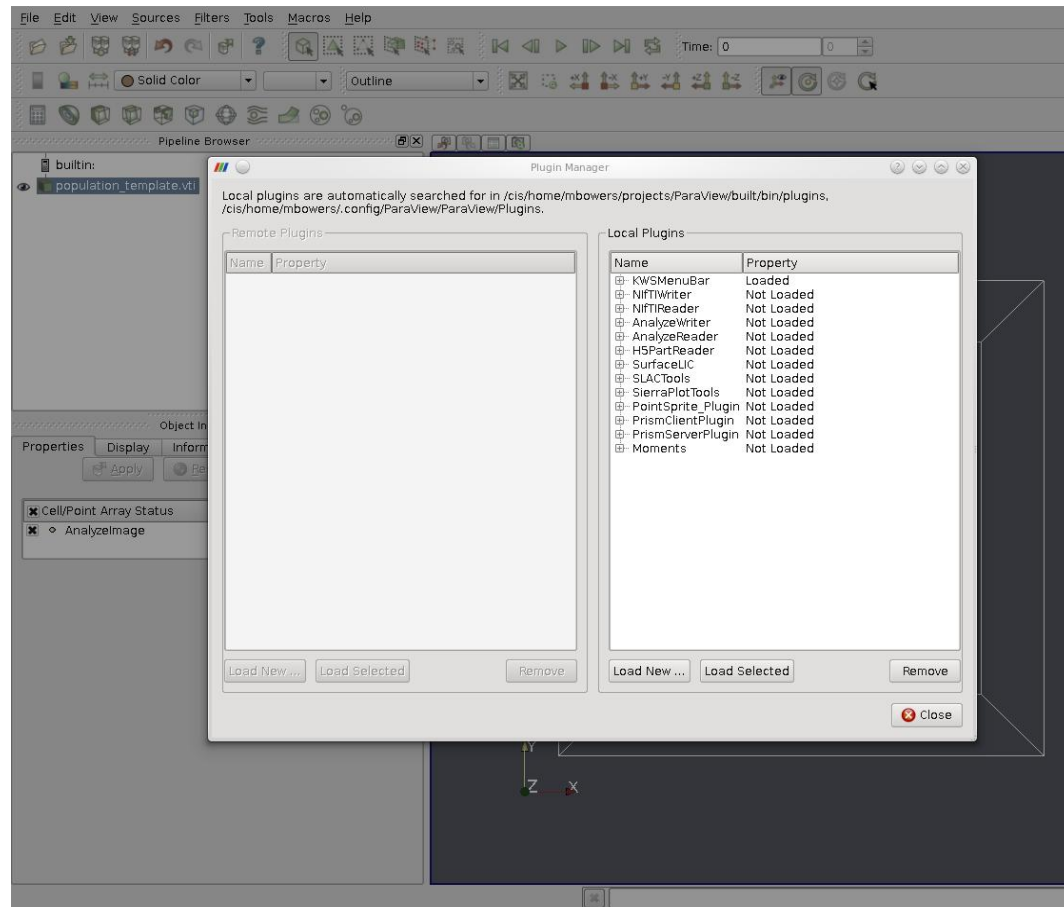 File Edit View Sources Filters Tools Macros Help
Time: 0 0
Solid Color Outline
Pipeline Browser
builtin:
population_template.vti
Plugin Manager
Local plugins are automatically searched for in /cis/home/mbowers/projects/ParaView/built/bin/plugins,
/cis/home/mbowers/.config/ParaView/ParaView/Plugins.
Remote Plugins
Name Property
Load New ... Load Selected Remove
Local Plugins
Name Property
KWSMenuBar Loaded
NIfTIWriter Not Loaded
NIfTIReader Not Loaded
AnalyzeWriter Not Loaded
AnalyzeReader Not Loaded
H5PartReader Not Loaded
SurfaceLIC Not Loaded
SLACTools Not Loaded
SierraPlotTools Not Loaded
PointSprite_Plugin Not Loaded
PrismClientPlugin Not Loaded
PrismServerPlugin Not Loaded
Moments Not Loaded
Load New ... Load Selected Remove
Close
Object In
Properties Display Inform
Apply Re
Cell/Point Array Status
AnalyzeImage
Y
Z X